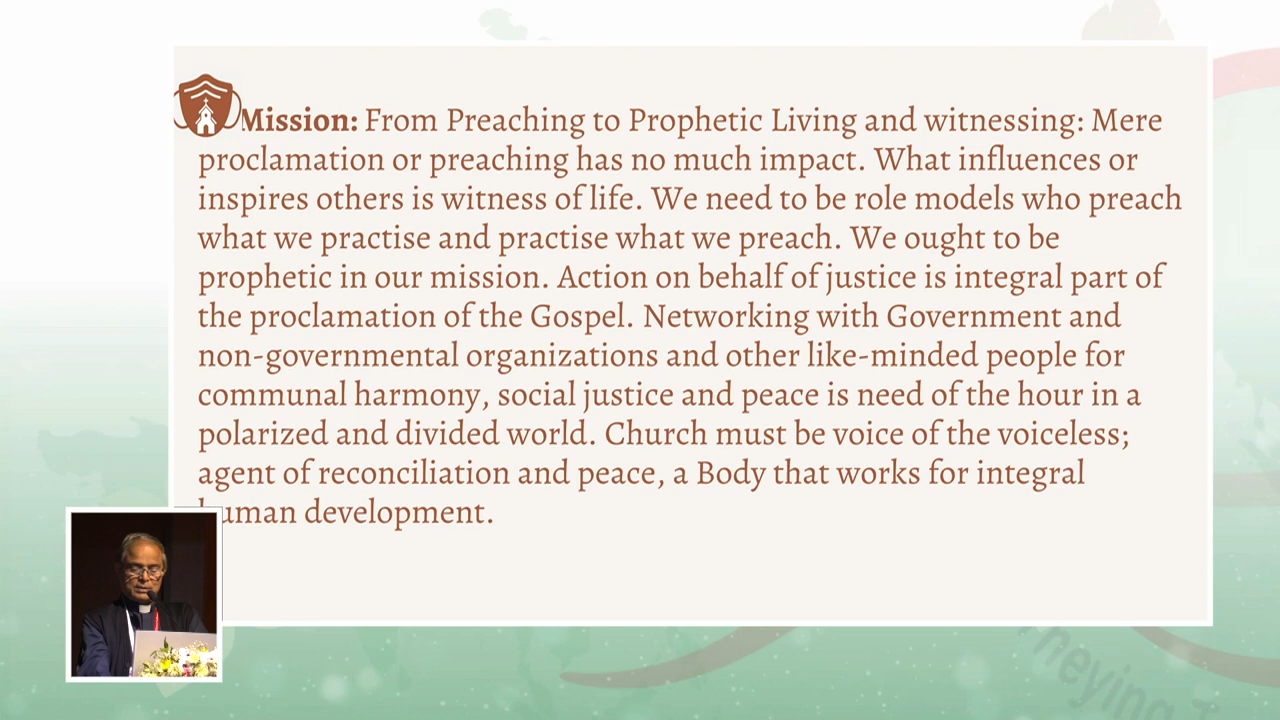 Mission: From Preaching to Prophetic Living and witnessing: Mere
proclamation or preaching has no much impact. What influences or
inspires others is witness of life. We need to be role models who preach
what we practise and practise what we preach. We ought to be
prophetic in our mission. Action on behalf of justice is integral part of
the proclamation of the Gospel. Networking with Government and
non-governmental organizations and other like-minded people for
communal harmony, social justice and peace is need of the hour in a
polarized and divided world. Church must be voice of the voiceless;
agent of reconciliation and peace, a Body that works for integral
human development.